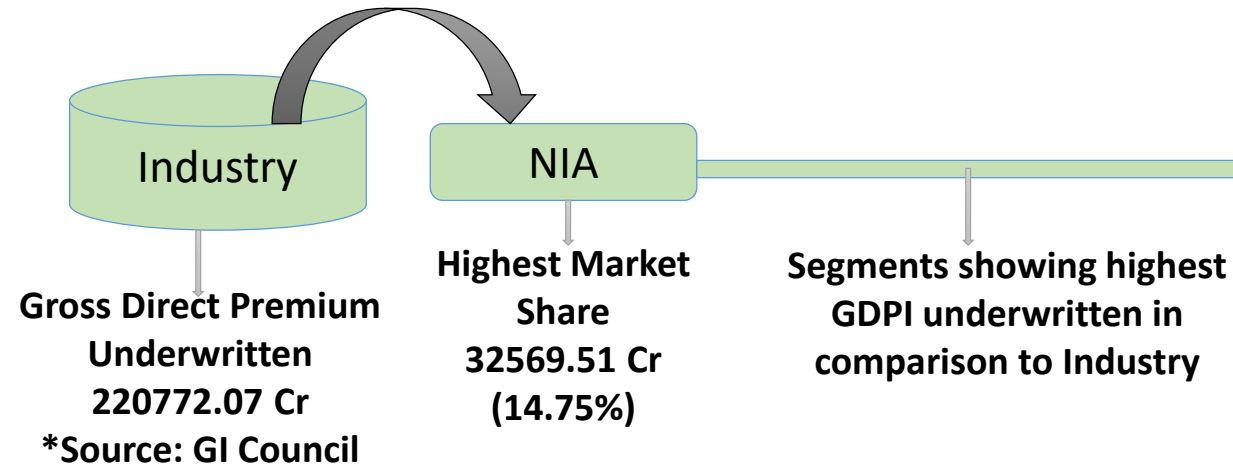 Industry
NIA
Gross Direct Premium
Underwritten
220772.07 Cr
*Source: GI Council
Highest Market
Share
32569.51 Cr
(14.75%)
Segments showing highest
GDPI underwritten in
comparison to Industry